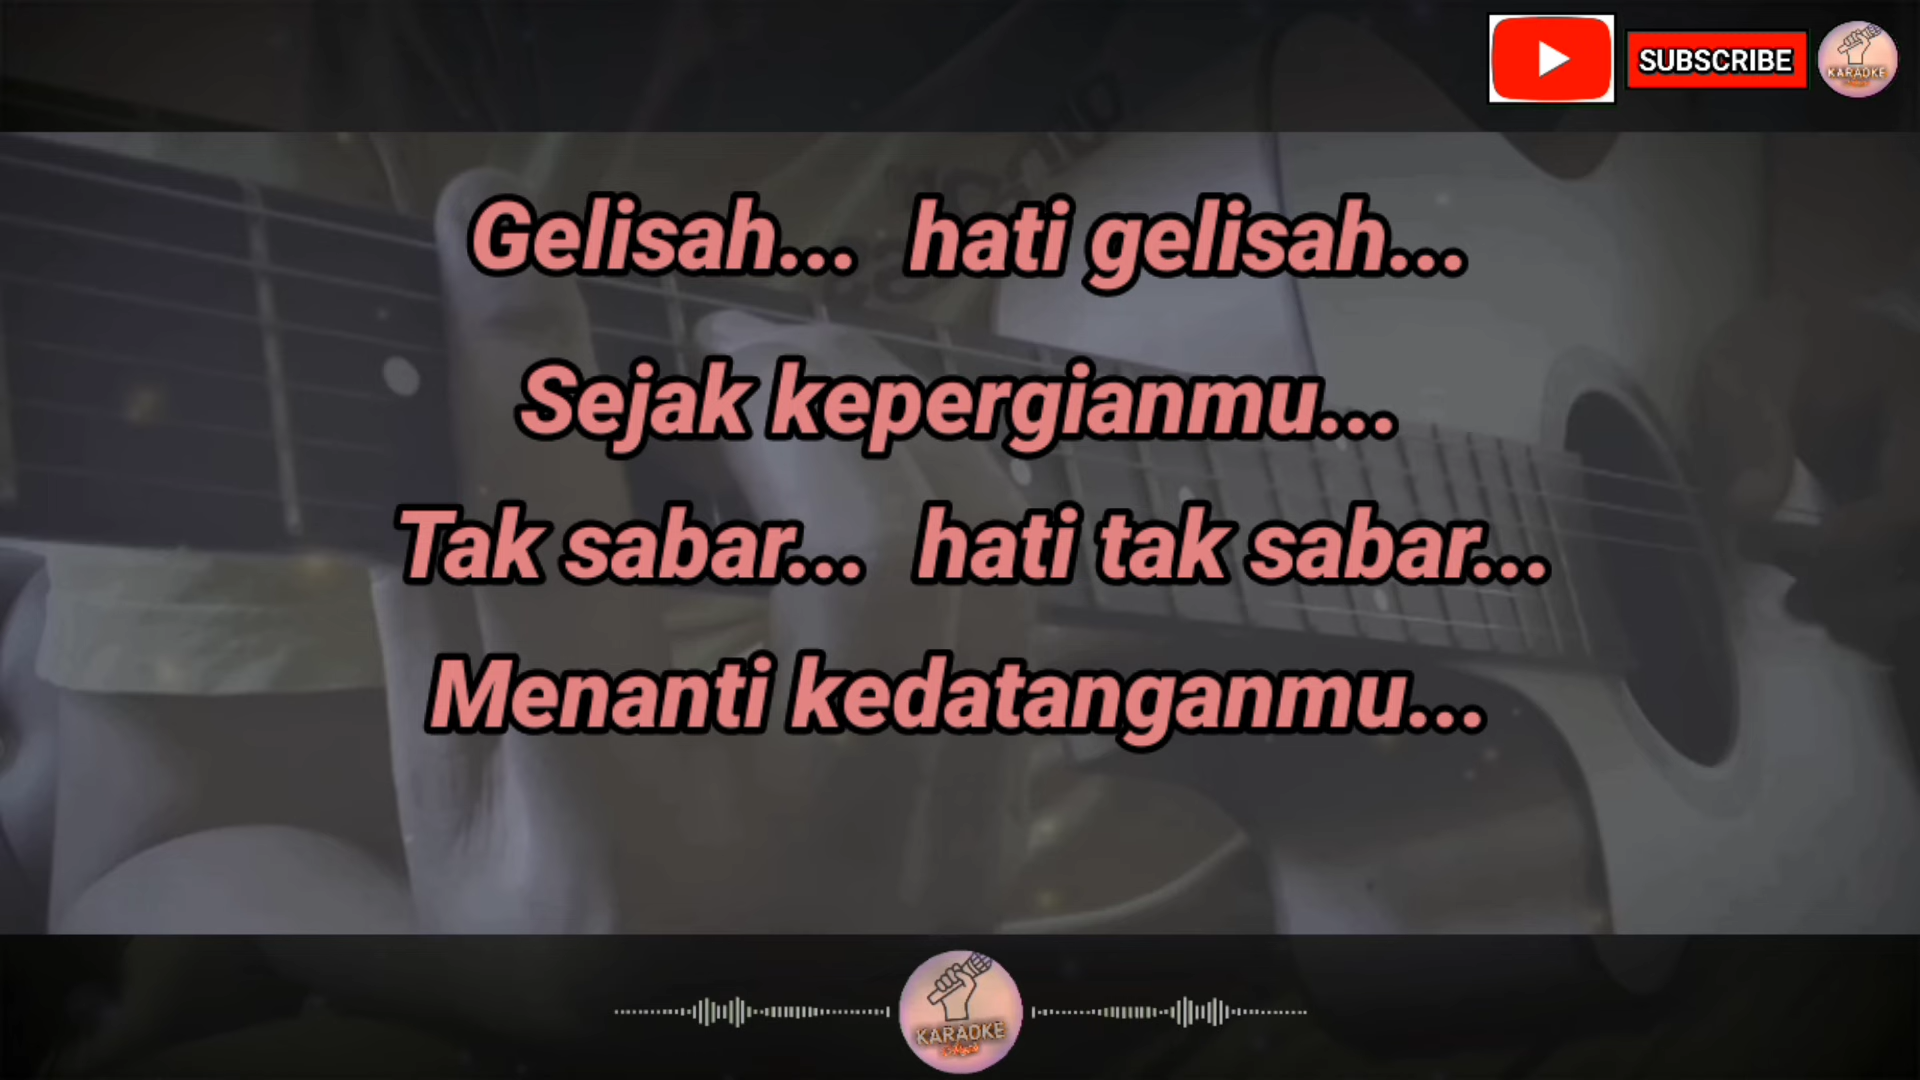 SUBSCRIBE
KARAOKE
Gelisah... hati gelisah...
Sejak kepergianmu...
Tak sabar... hati tak sabar...
Menanti kedatanganmu...
KARAOKE